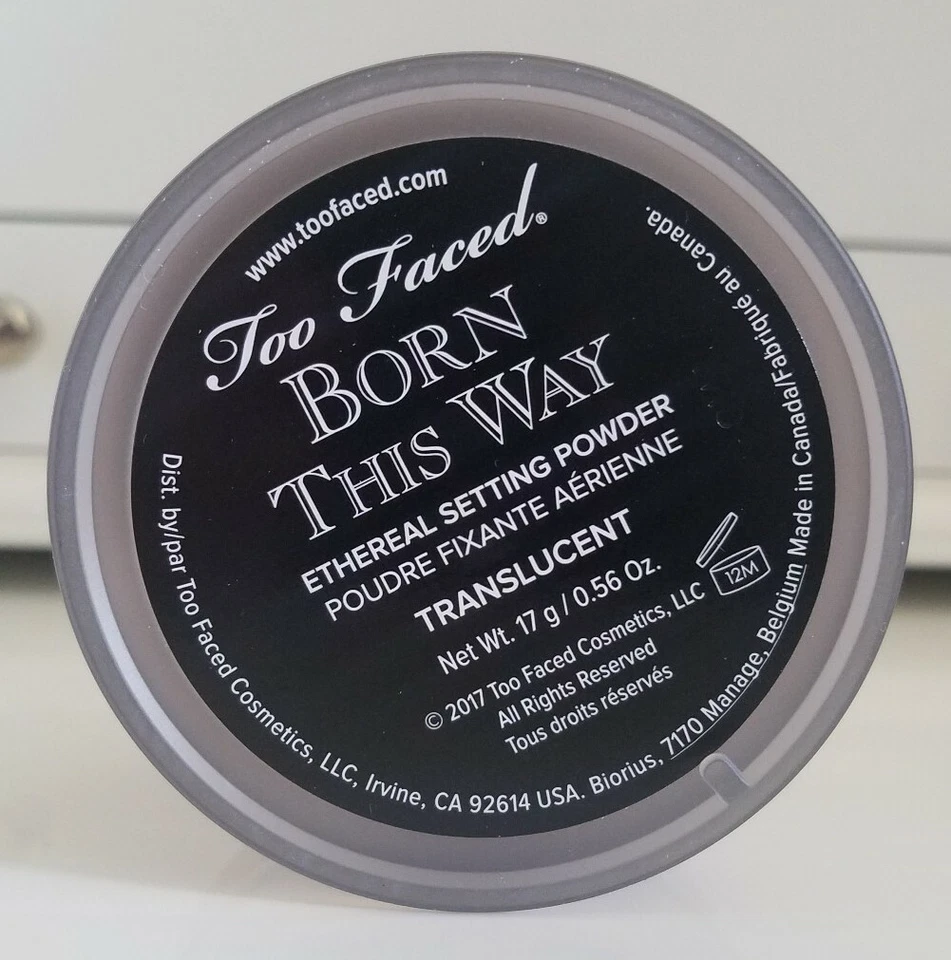 www.toofaced.com
Too Faced®
BORN
THIS WAY
ETHEREAL SETTING POWDER
POUDRE FIXANTE AÉRIENNE
TRANSLUCENT
Net Wt. 17 g / 0.56 Oz.
12M
© 2017 Too Faced Cosmetics, LLC
All Rights Reserved
Tous droits réservés
Dist. by/par Too Faced Cosmetics, LLC, Irvine, CA 92614 USA. Biorius, 7170 Manage, Belgium Made in Canada/Fabriqué au Canada.